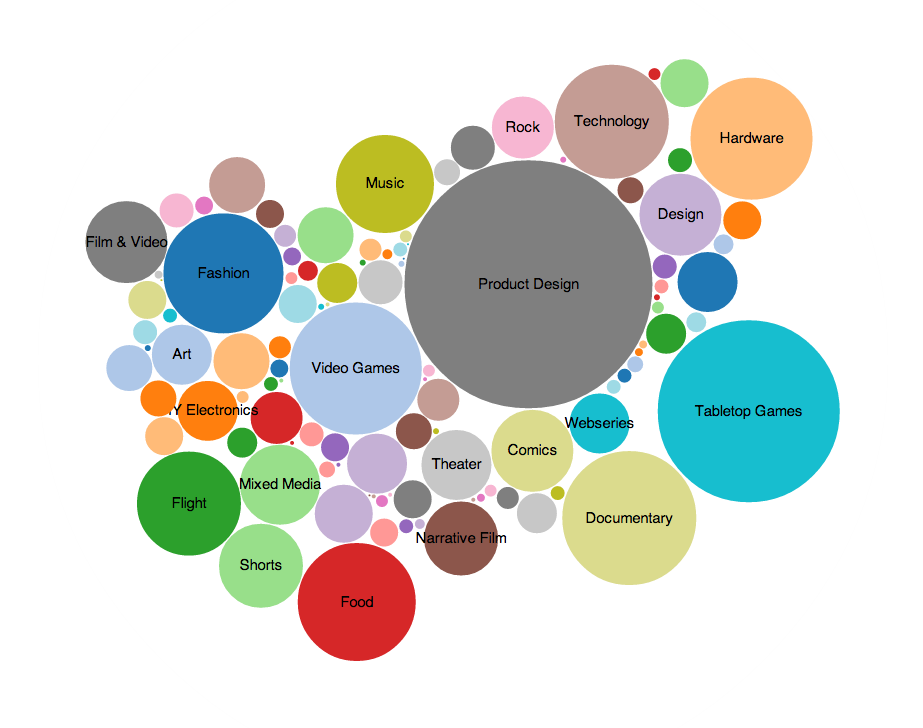 Technology
Rock
Hardware
Music
Design
Film & Video
Fashion
Product Design
Art
Video Games
IY Electronics
Tabletop Games
Webseries
Comics
Theater
Mixed Media
Flight
Documentary
Narrative Film
Shorts
Food